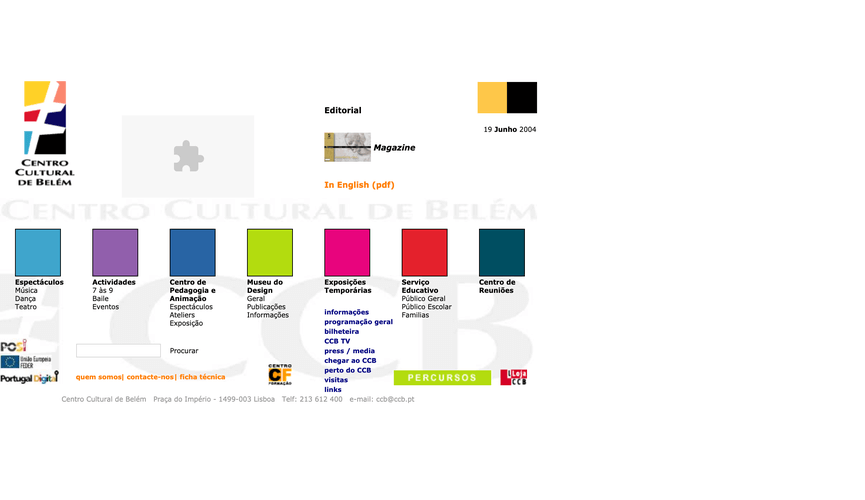 CENTRO
CULTURAL
DE BELÉM
Editorial
Magazine
In English (pdf)
19 Junho 2004
CENTRO CULTURAL DE BELÉM
CCB
Espectáculos
Música
Dança
Teatro
Actividades
7 às 9
Baile
Eventos
Centro de
Pedagogia e
Animação
Espectáculos
Ateliers
Exposição
Museu do
Design
Geral
Publicações
Informações
Exposições
Temporárias
Serviço
Educativo
Público Geral
Público Escolar
Familias
Centro de
Reuniões
informações
programação geral
bilheteira
CCB TV
press / media
chegar ao CCB
perto do CCB
visitas
links
Procurar
POSI
União Europeia
FEDER
Portugal Digital
quem somos| contacte-nos| ficha técnica
CENTRO
CF
FORMAÇÃO
PERCURSOS
Loja
CCB
Centro Cultural de Belém Praça do Império - 1499-003 Lisboa Telf: 213 612 400 e-mail: ccb@ccb.pt